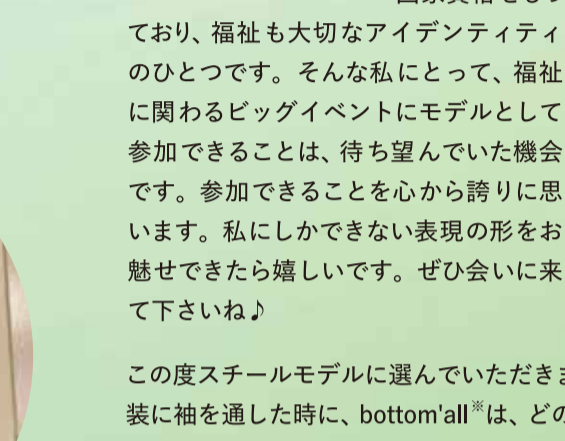 ており、福祉も大切なアイデンティティ
のひとつです。そんな私にとって、福祉
に関わるビッグイベントにモデルとして
参加できることは、待ち望んでいた機会
です。参加できることを心から誇りに思
います。私にしかできない表現の形をお
魅せできたら嬉しいです。ぜひ会いに来
て下さいね♪
この度スチールモデルに選んでいただきま
装に袖を通した時に、bottom'all※は、どの